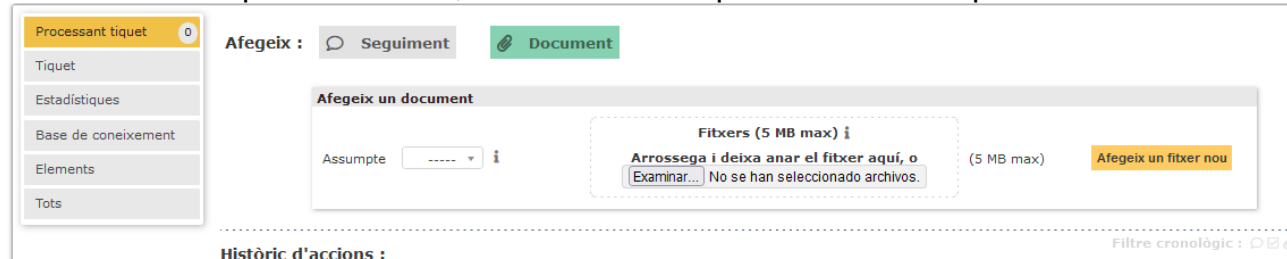 Processant tiquet 0
Tiquet
Estadístiques
Base de coneixement
Elements
Tots
Afegeix : Seguiment Document
Afegeix un document
Assumpte ----- i
Fitxers (5 MB max) i
Arrossega i deixa anar el fitxer aquí, o
Examinar... No se han seleccionado archivos.
(5 MB max)
Afegeix un fitxer nou
Històric d'accions :
Filtre cronològic :